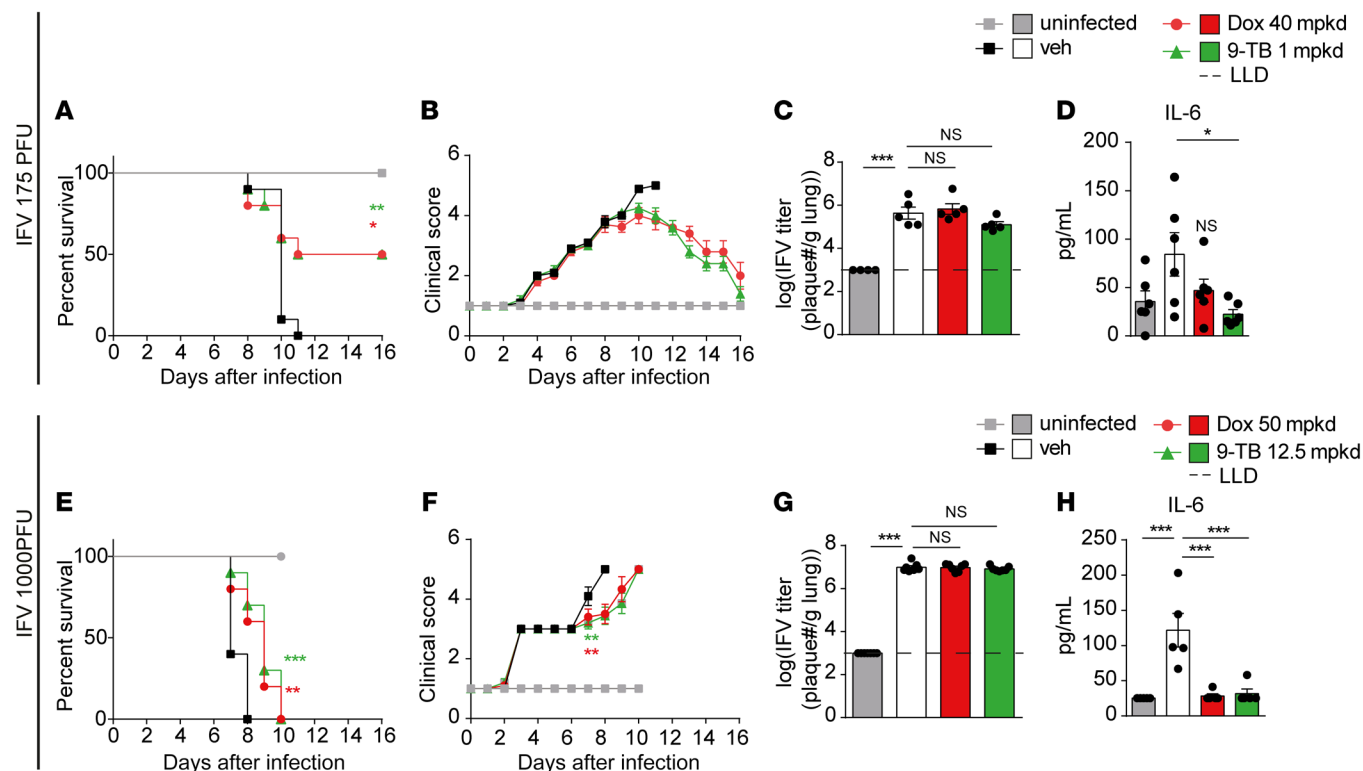 IFV 175 PFU
uninfected
veh
Dox 40 mpkd
9-TB 1 mpkd
LLD
A
Percent survival
100
50
0
**
*
0 2 4 6 8 10 12 14 16
Days after infection
B
Clinical score
6
4
2
0
0 2 4 6 8 10 12 14 16
Days after infection
C
log(IFV titer
(plaque#/g lung))
8
6
4
2
0
NS
***
NS
D
IL-6
pg/mL
200
150
100
50
0
*
NS
IFV 1000PFU
uninfected
veh
Dox 50 mpkd
9-TB 12.5 mpkd
LLD
E
Percent survival
100
50
0
***
**
0 2 4 6 8 10 12 14 16
Days after infection
F
Clinical score
6
4
2
0
**
**
0 2 4 6 8 10 12 14 16
Days after infection
G
log(IFV titer
(plaque#/g lung))
8
6
4
2
0
NS
***
NS
H
IL-6
pg/mL
250
200
150
100
50
0
*** ***
***